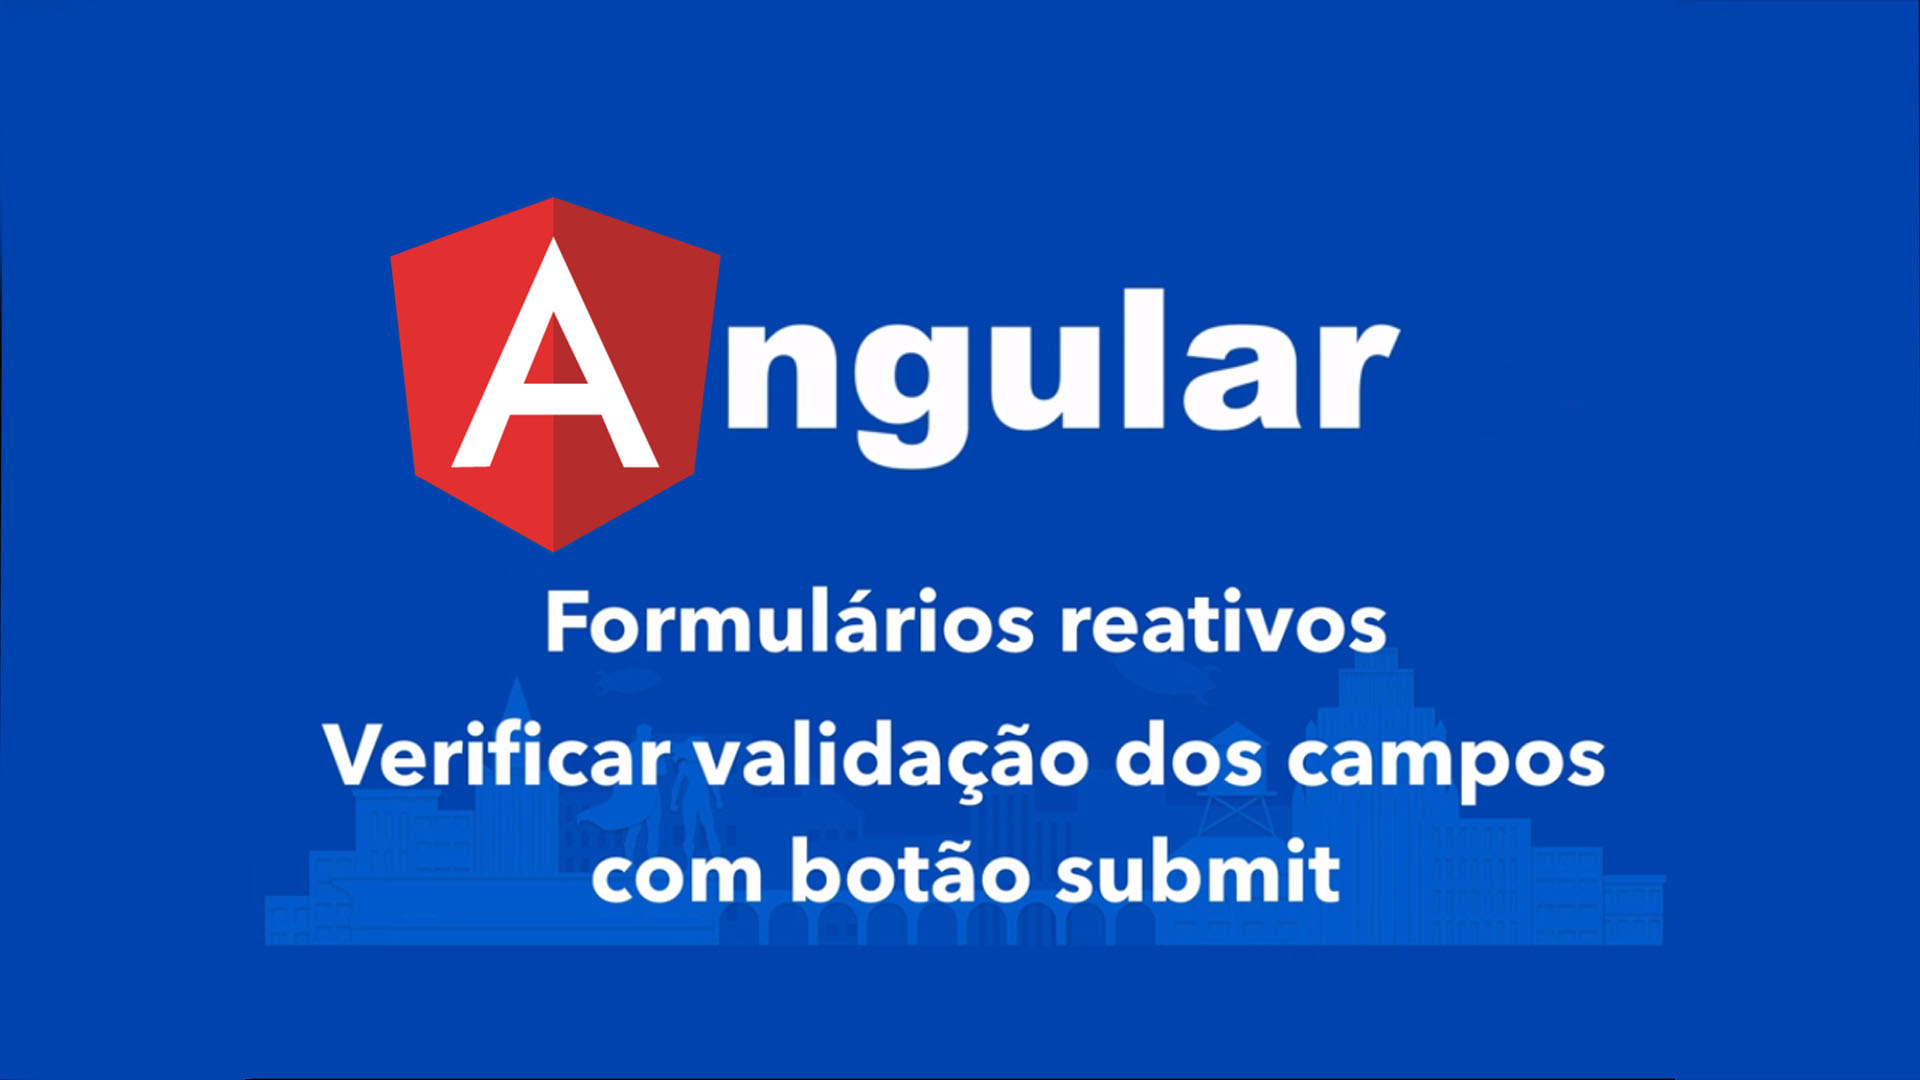 Angular
Formulários reativos
Verificar validação dos campos
com botão submit